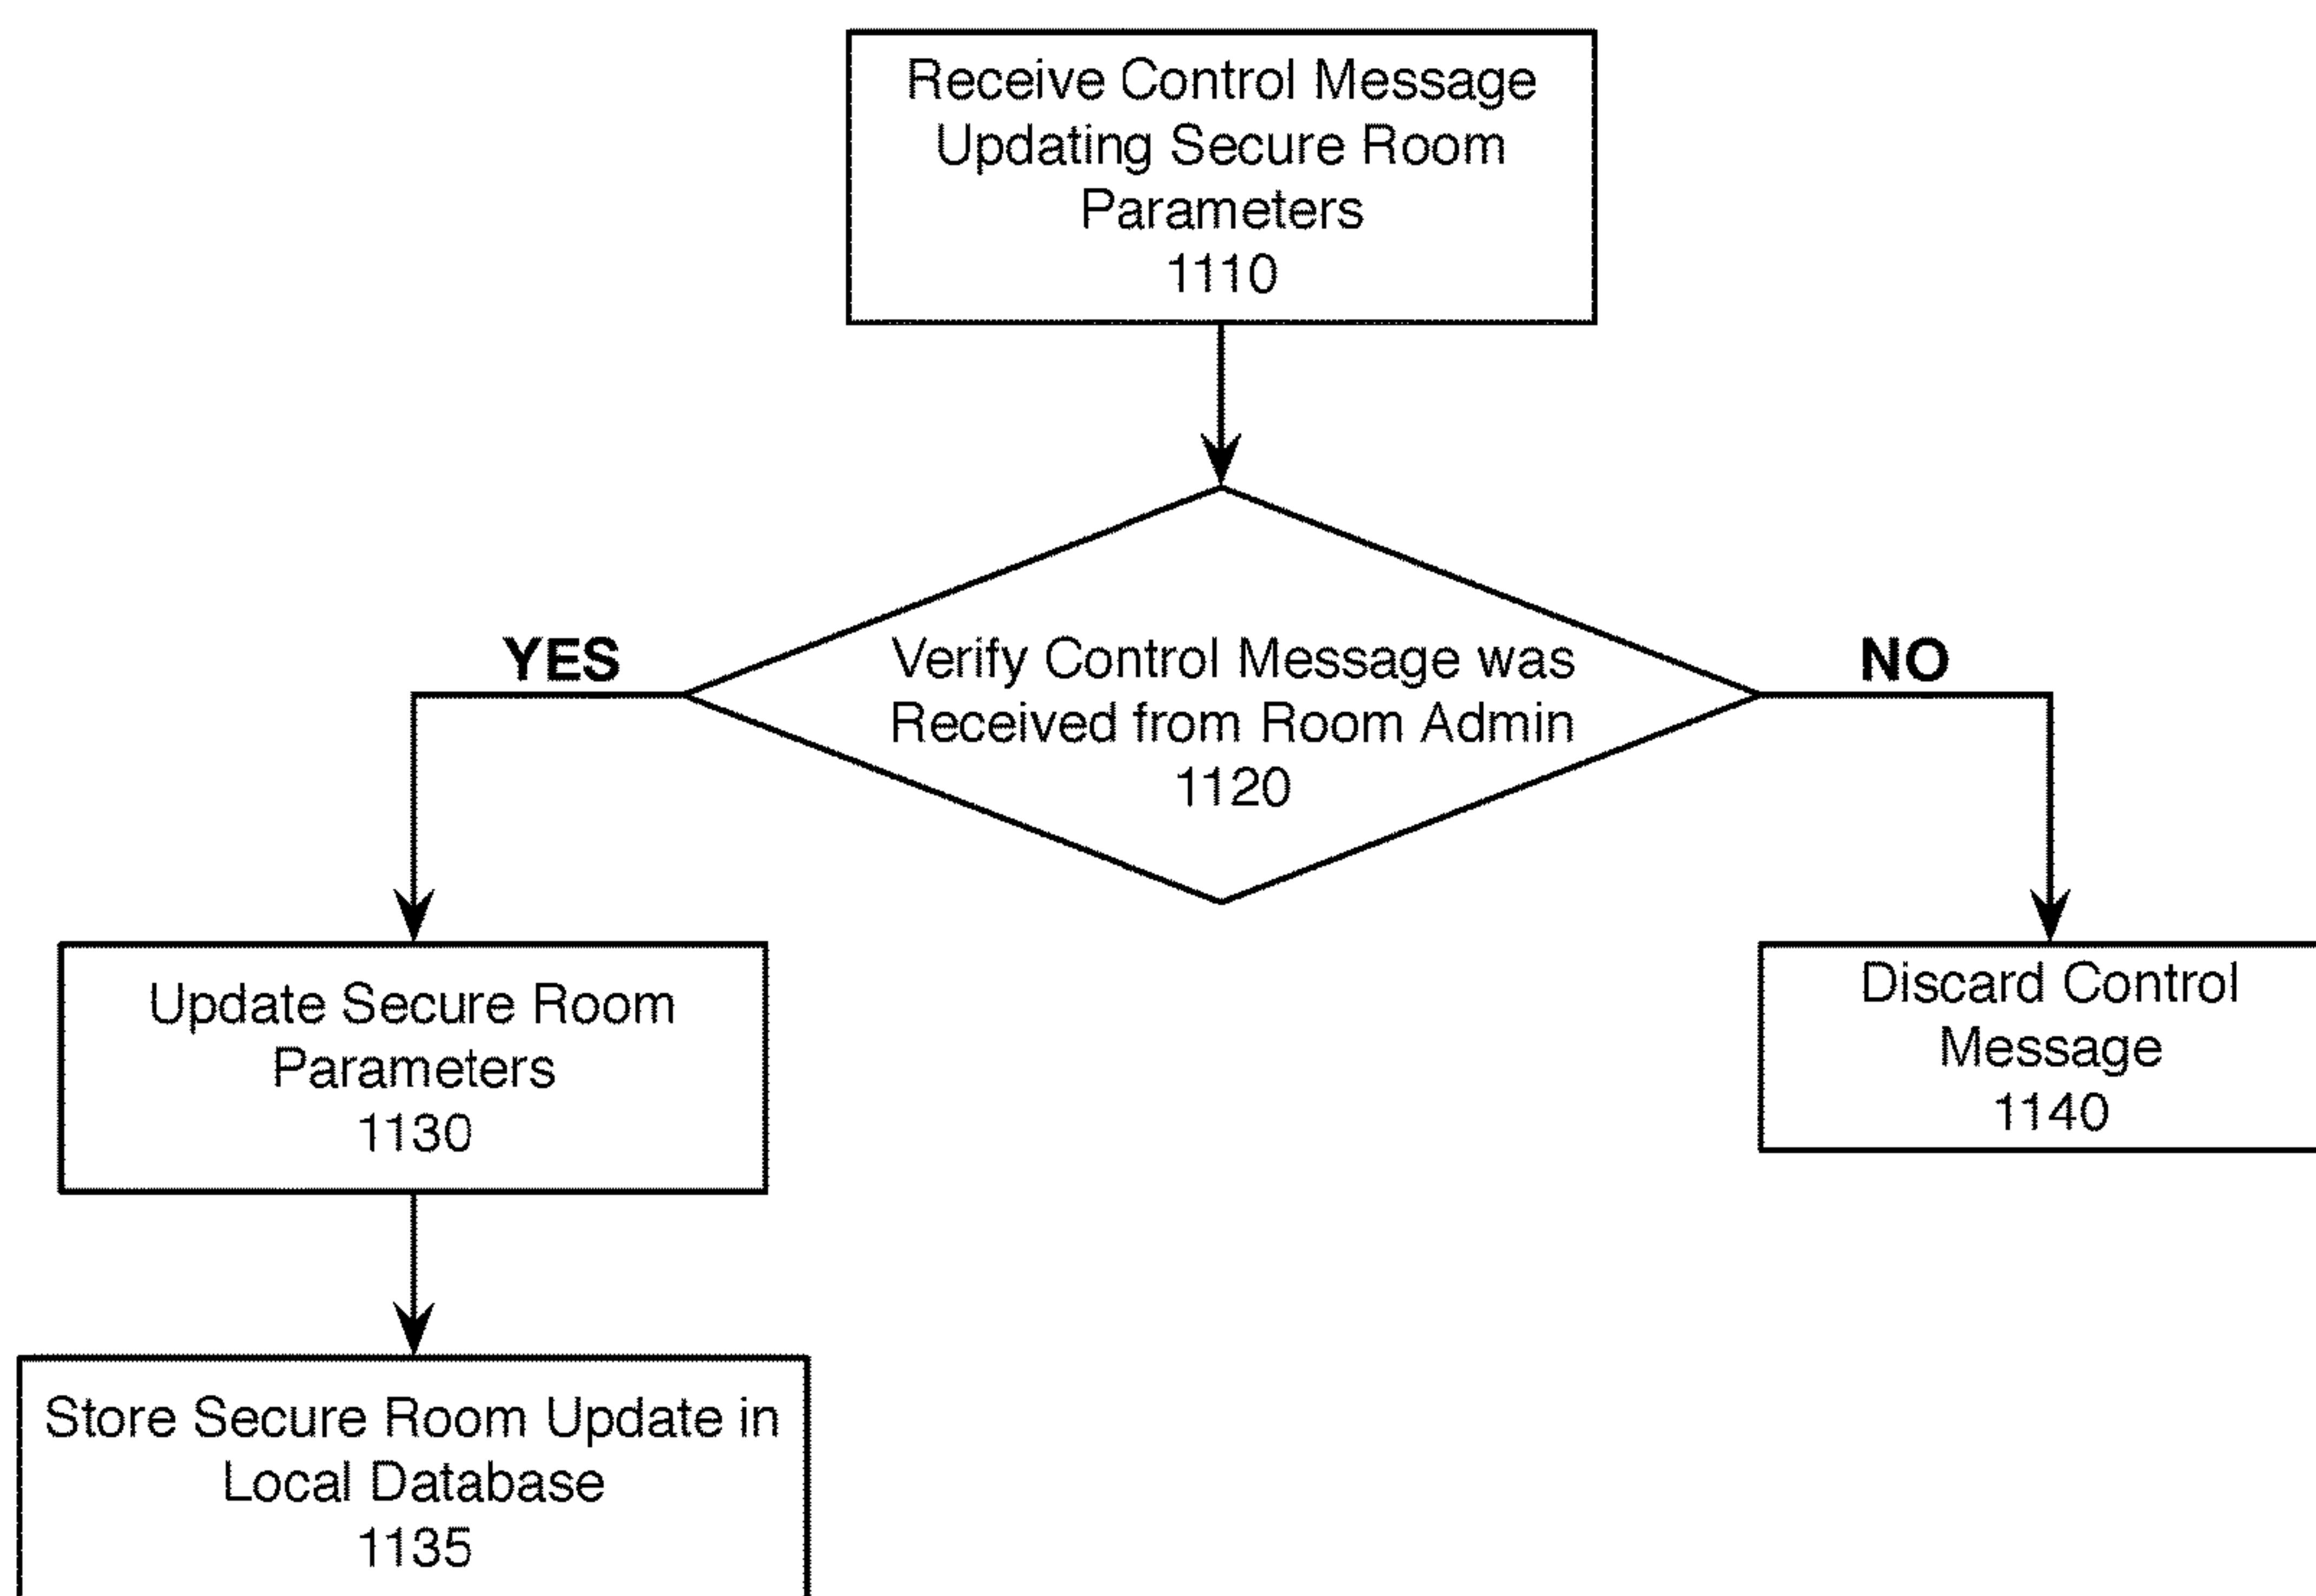 Receive Control Message
Updating Secure Room
Parameters
1110
YES
Verify Control Message was
Received from Room Admin
1120
NO
Update Secure Room
Parameters
1130
Discard Control
Message
1140
Store Secure Room Update in
Local Database
1135